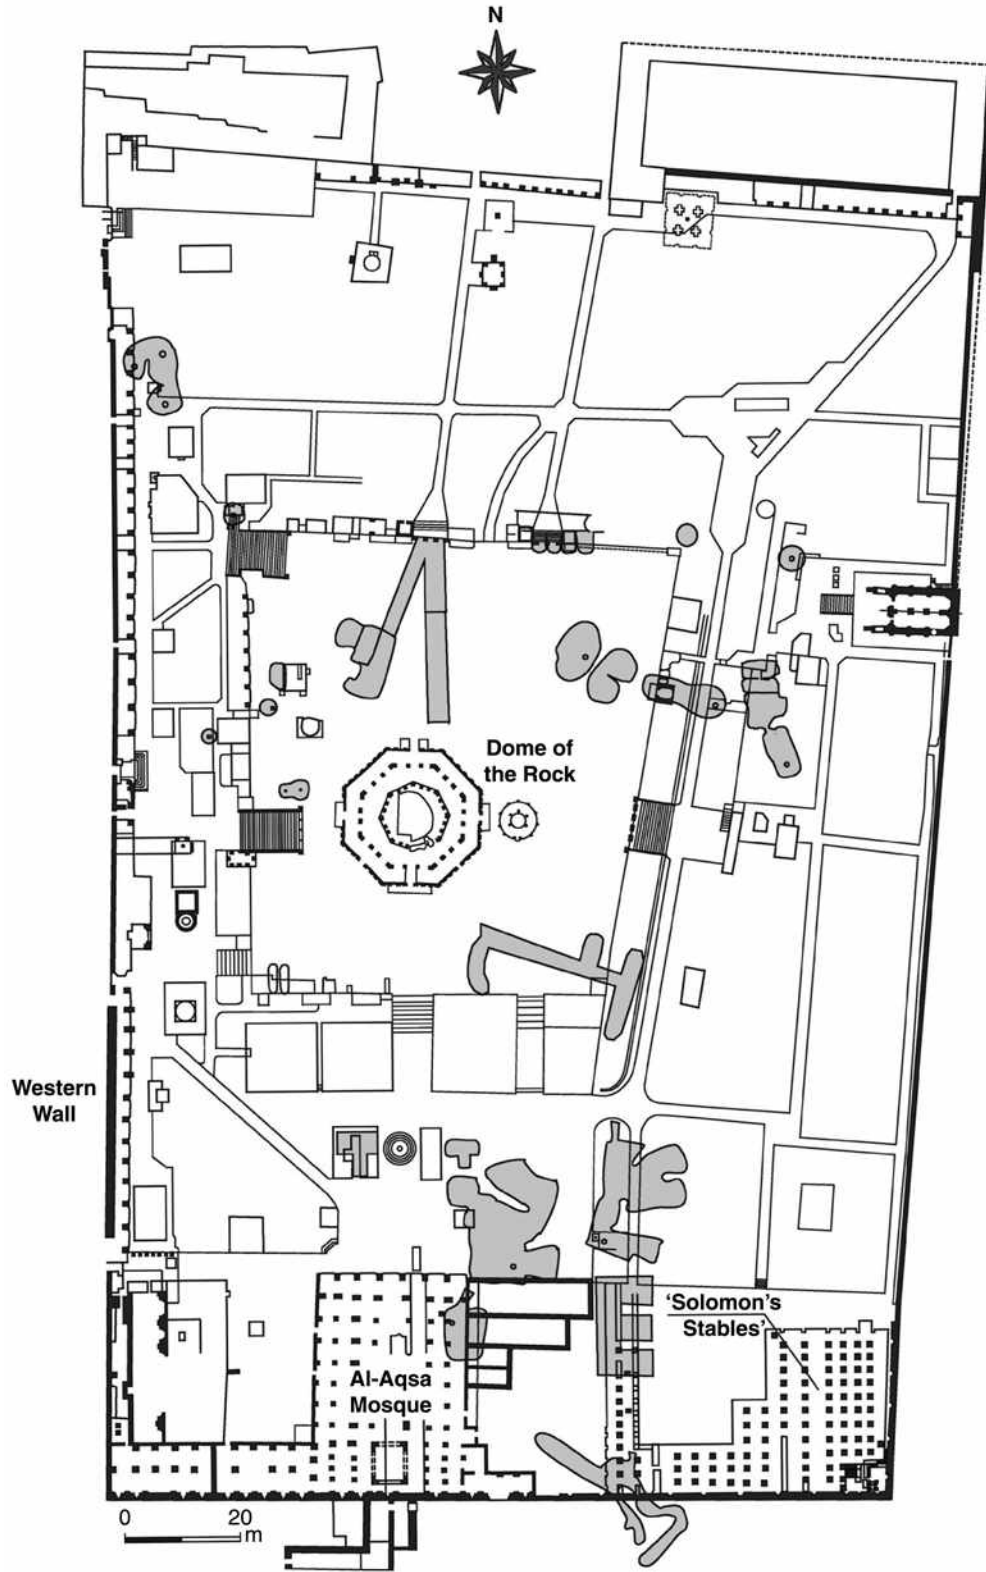 N
Dome of
the Rock
Western
Wall
'Solomon's
Stables'
Al-Aqsa
Mosque
0 20
m